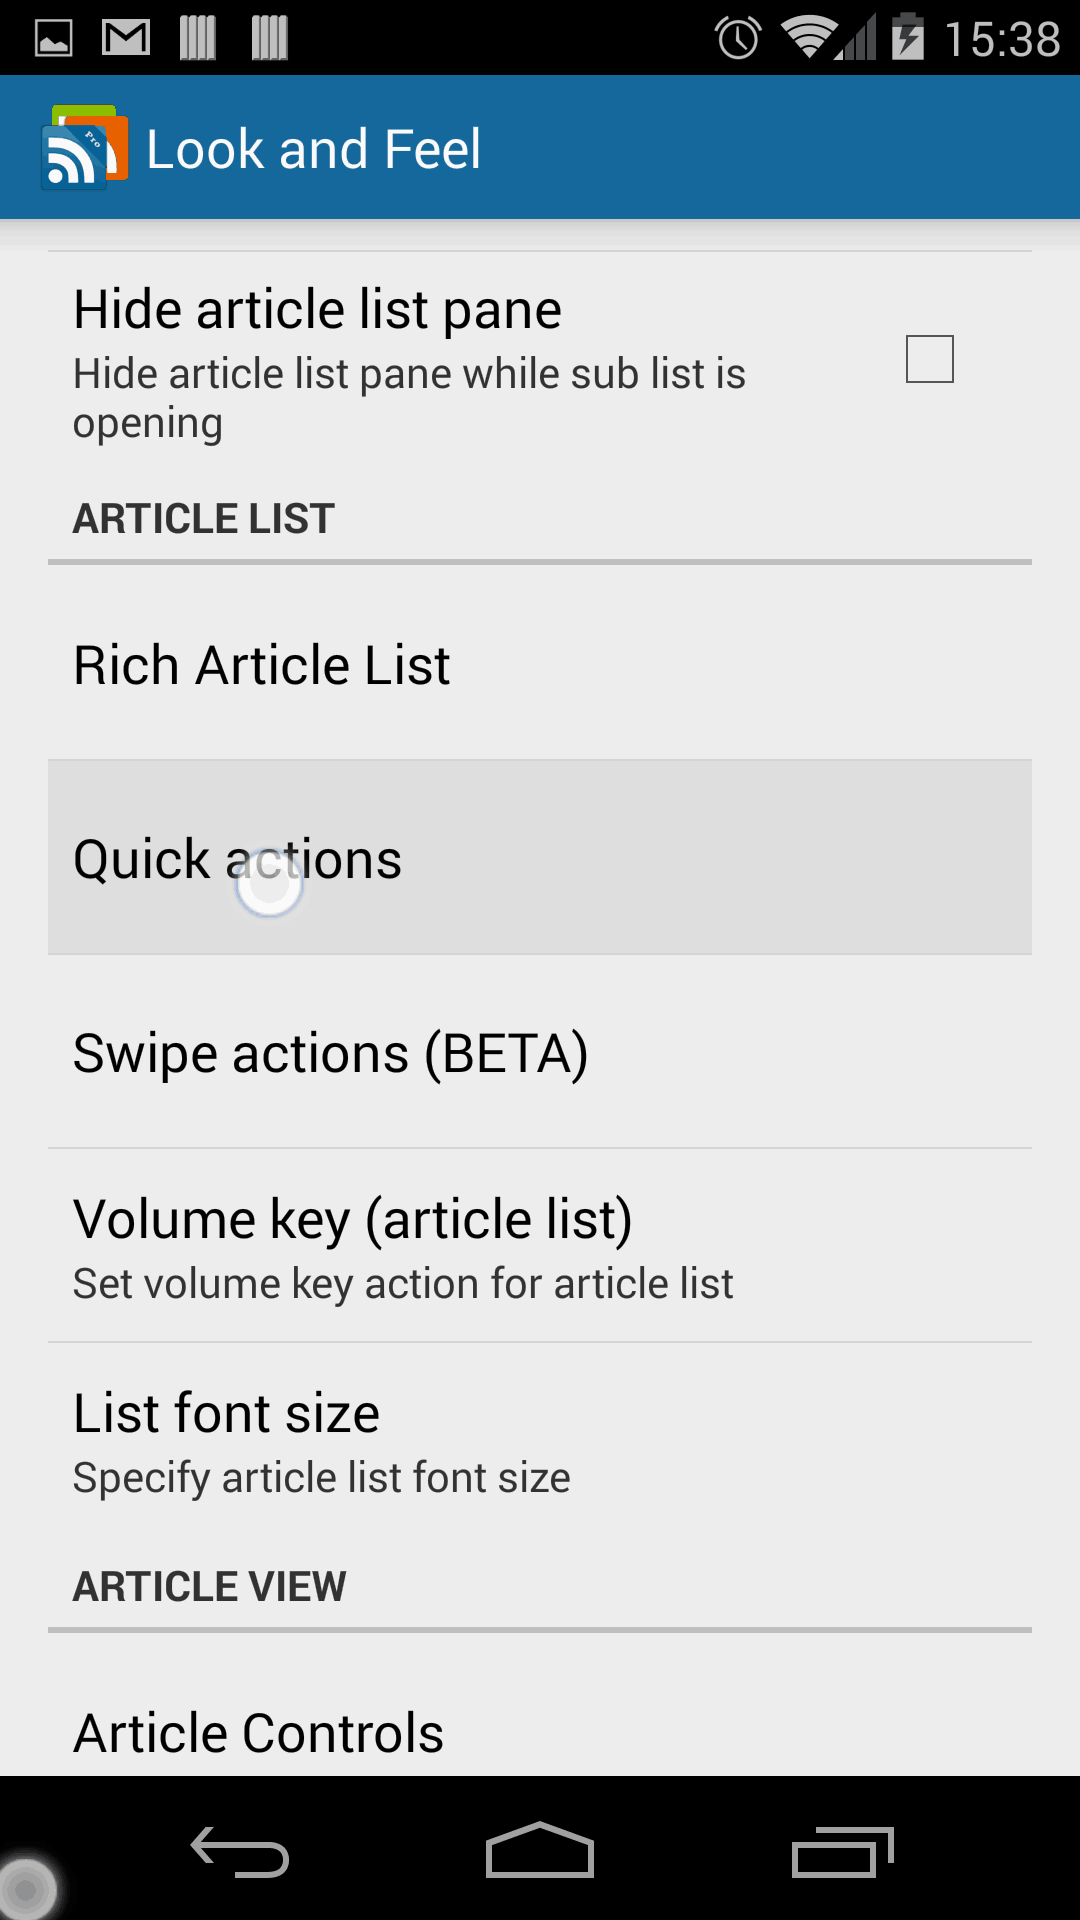 15:38
Pro
Look and Feel
Hide article list pane
Hide article list pane while sub list is
opening
ARTICLE LIST
Rich Article List
Quick actions
Swipe actions (BETA)
Volume key (article list)
Set volume key action for article list
List font size
Specify article list font size
ARTICLE VIEW
Article Controls